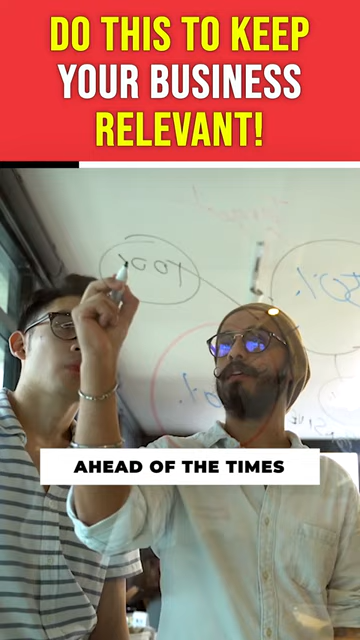 DO THIS TO KEEP
YOUR BUSINESS
RELEVANT!
AHEAD OF THE TIMES